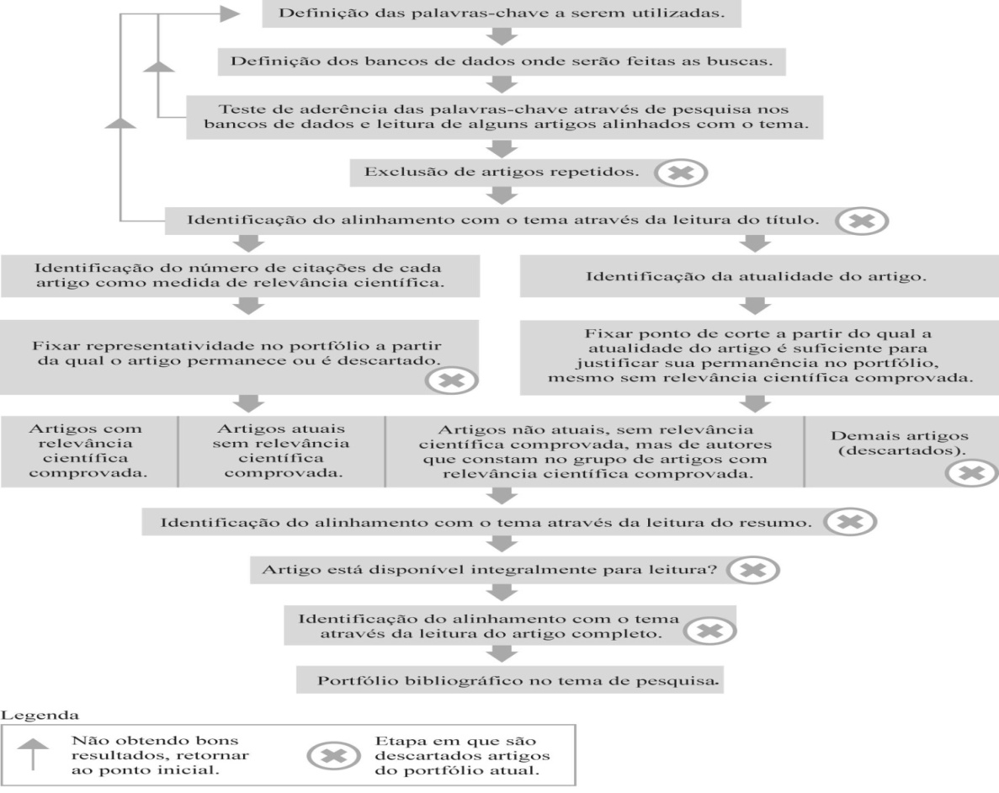 Definição das palavras-chave a serem utilizadas.
Definição dos bancos de dados onde serão feitas as buscas.
Teste de aderência das palavras-chave através de pesquisa nos
bancos de dados e leitura de alguns artigos alinhados com o tema.
Exclusão de artigos repetidos.
Identificação do alinhamento com o tema através da leitura do título.
Identificação do número de citações de cada
artigo como medida de relevância científica.
Identificação da atualidade do artigo.
Fixar representatividade no portfólio a partir
da qual o artigo permanece ou é descartado.
Fixar ponto de corte a partir do qual a
atualidade do artigo é suficiente para
justificar sua permanência no portfólio,
mesmo sem relevância científica comprovada.
Artigos com
relevância
científica
comprovada.
Artigos atuais
sem relevância
científica
comprovada.
Artigos não atuais, sem relevância
científica comprovada, mas de autores
que constam no grupo de artigos com
relevância científica comprovada.
Demais artigos
(descartados).
Identificação do alinhamento com o tema através da leitura do resumo.
Artigo está disponível integralmente para leitura?
Identificação do alinhamento com o tema
através da leitura do artigo completo.
Portfólio bibliográfico no tema de pesquisa.
Legenda
Não obtendo bons
resultados, retornar
ao ponto inicial.
Etapa em que são
descartados artigos
do portfólio atual.